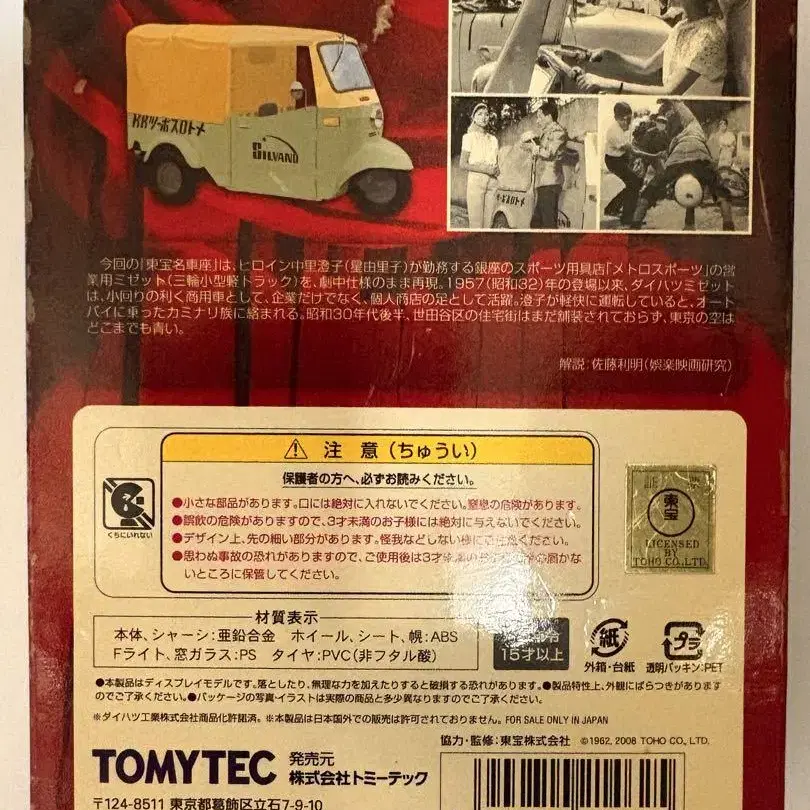 メトロスポーツKK
SILVANO
メトロスポーツ
今回の「東宝名車座」は、ヒロイン中里澄子(星由里子)が勤務する銀座のスポーツ用具店「メトロスポーツ」の営
業用ミゼット(三輪小型軽トラック)を、劇中仕様のまま再現。1957(昭和32)年の登場以来、ダイハツミゼット
は、小回りの利く商用車として、企業だけでなく、個人商店の足として活躍。澄子が軽快に運転していると、オート
バイに乗ったカミナリ族に絡まれる。昭和30年代後半、世田谷区の住宅街はまだ舗装されておらず、東京の空は
どこまでも青い。
解説:佐藤利明(娯楽映画研究)
注意(ちゅうい)
保護者の方へ、必ずお読みください。
●小さな部品があります。口には絶対に入れないでください。窒息の危険があります。
●誤飲の危険がありますので、3才未満のお子様には絶対に与えないでください。
●デザイン上、先の細い部分があります。怪我などしない様にご注意ください。
●思わぬ事故の恐れがありますので、ご使用後は3才未満のお子様の手の届かな
いところに保管してください。
くちにいれない
東宝
LICENSED
BY
TOHO CO.,LTD.
材質表示
本体、シャーシ:亜鉛合金 ホイール、シート、幌:ABS
Fライト、窓ガラス:PS タイヤ:PVC(非フタル酸)
15才以上
紙
外箱・台紙
プラ
透明パッキン:PET
●本製品はディスプレイモデルです。落としたり、無理な力を加えたりすると破損する恐れがあります。●製品特性上、外観にばらつきがあります
のでご了承ください。●パッケージの写真・イラストは実際の商品と多少異なりますのでご了承ください。
※ダイハツ工業株式会社商品化許諾済。※本製品は日本国外での販売は許可されておりません。FOR SALE ONLY IN JAPAN
協力・監修:東宝株式会社 ©1962, 2008 TOHO CO., LTD.
TOMYTEC
発売元
株式会社トミーテック
〒124-8511 東京都葛飾区立石7-9-10